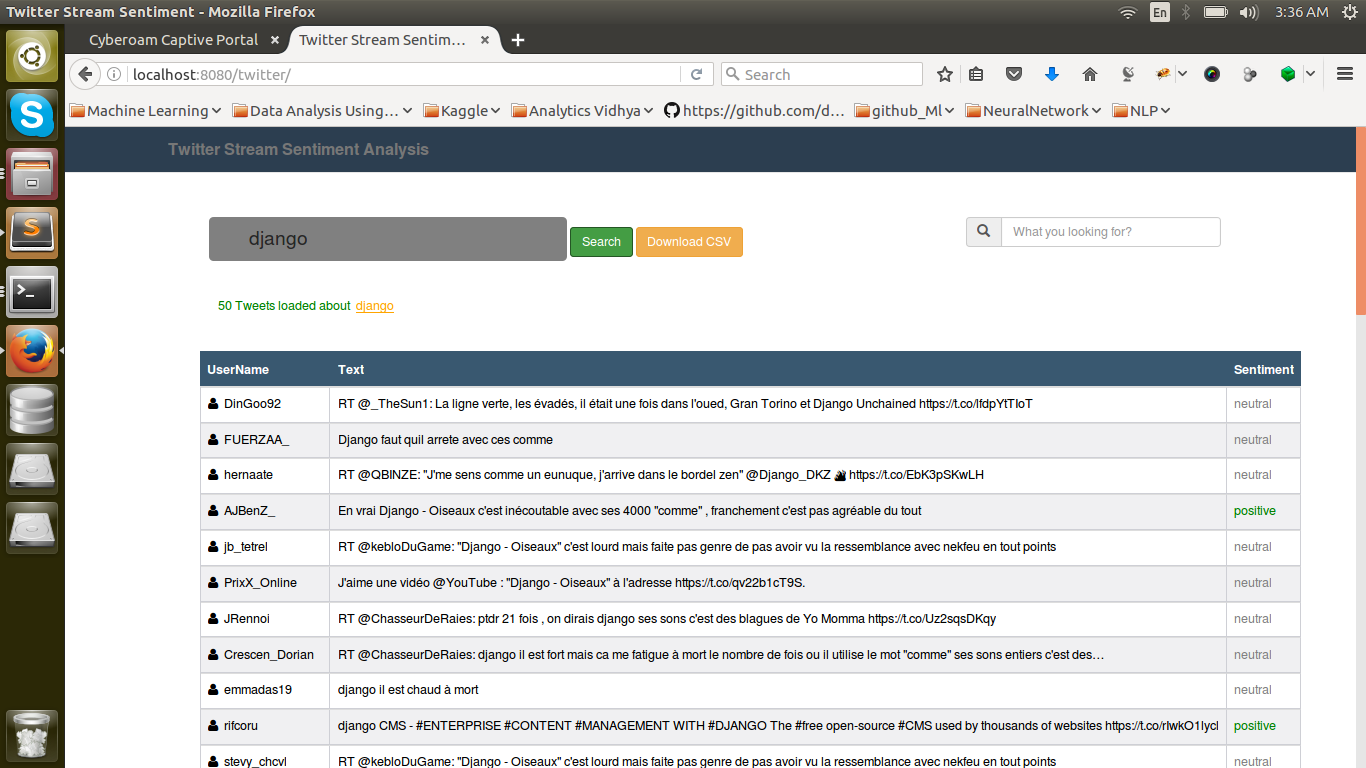 Twitter Stream Sentiment - Mozilla Firefox
En
3:36 AM
Cyberoam Captive Portal
Twitter Stream Sentim…
localhost:8080/twitter/
Search
Machine Learning
Data Analysis Using…
Kaggle
Analytics Vidhya
https://github.com/d…
github_Ml
NeuralNetwork
NLP
Twitter Stream Sentiment Analysis
django
Search
Download CSV
What you looking for?
50 Tweets loaded about django
UserName Text Sentiment
DinGoo92 RT @_TheSun1: La ligne verte, les évadés, il était une fois dans l'oued, Gran Torino et Django Unchained https://t.co/lfdpYtTIoT neutral
FUERZAA_ Django faut quil arrete avec ces comme neutral
hernaate RT @QBINZE: "J'me sens comme un eunuque, j'arrive dans le bordel zen" @Django_DKZ https://t.co/EbK3pSKwLH neutral
AJBenZ_ En vrai Django - Oiseaux c'est inécoutable avec ses 4000 "comme" , franchement c'est pas agréable du tout positive
jb_tetrel RT @kebloDuGame: "Django - Oiseaux" c'est lourd mais faite pas genre de pas avoir vu la ressemblance avec nekfeu en tout points neutral
PrixX_Online J'aime une vidéo @YouTube : "Django - Oiseaux" à l'adresse https://t.co/qv22b1cT9S. neutral
JRennoi RT @ChasseurDeRaies: ptdr 21 fois , on dirais django ses sons c'est des blagues de Yo Momma https://t.co/Uz2sqsDKqy neutral
Crescen_Dorian RT @ChasseurDeRaies: django il est fort mais ca me fatigue à mort le nombre de fois ou il utilise le mot "comme" ses sons entiers c'est des… neutral
emmadas19 django il est chaud à mort neutral
rifcoru django CMS - #ENTERPRISE #CONTENT #MANAGEMENT WITH #DJANGO The #free open-source #CMS used by thousands of websites https://t.co/rIwkO1lycl positive
stevy_chcvl RT @kebloDuGame: "Django - Oiseaux" c'est lourd mais faite pas genre de pas avoir vu la ressemblance avec nekfeu en tout points neutral